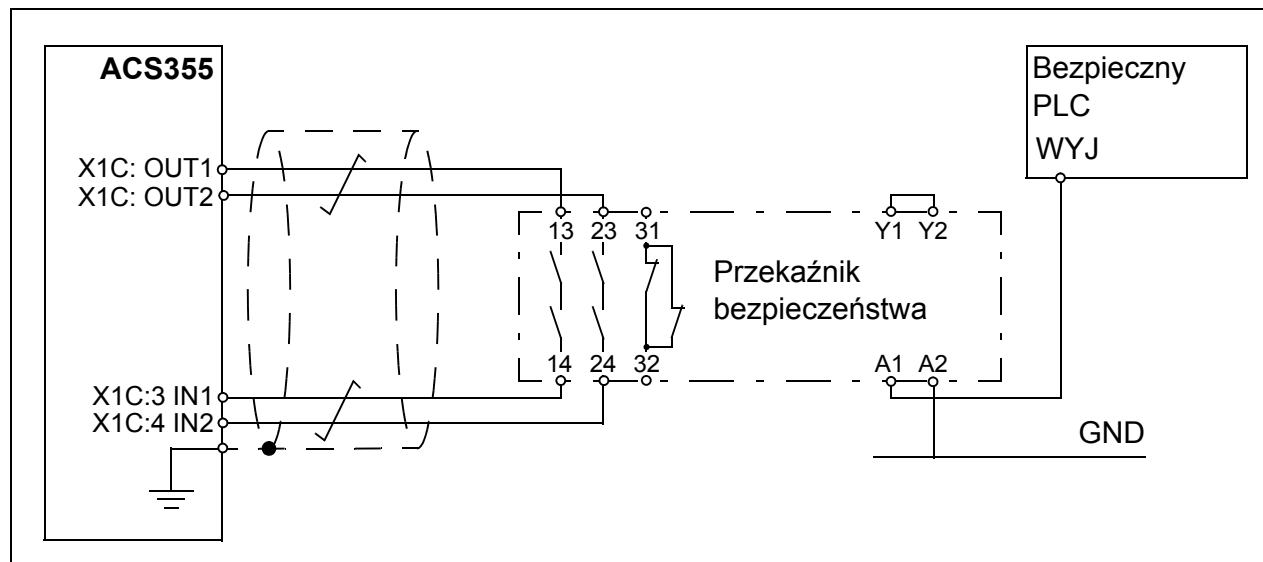 ACS355
X1C: OUT1
X1C: OUT2
X1C:3 IN1
X1C:4 IN2
13 23 31
14 24 32
Przekaźnik
bezpieczeństwa
Y1 Y2
A1 A2
Bezpieczny
PLC
WYJ
GND